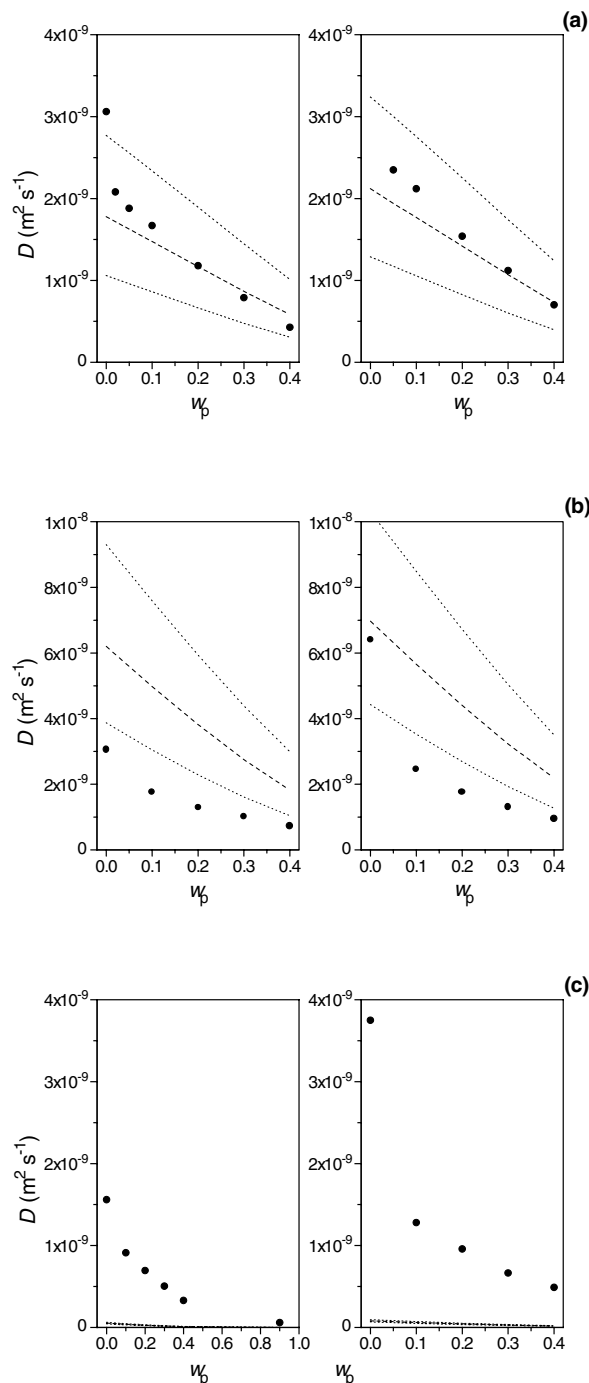 (a)
4x10⁻⁹ 4x10⁻⁹
3x10⁻⁹ 3x10⁻⁹
2x10⁻⁹ 2x10⁻⁹
1x10⁻⁹ 1x10⁻⁹
0 0
D (m² s⁻¹)
0.0 0.1 0.2 0.3 0.4 0.0 0.1 0.2 0.3 0.4
wₚ wₚ
(b)
1x10⁻⁸ 1x10⁻⁸
8x10⁻⁹ 8x10⁻⁹
6x10⁻⁹ 6x10⁻⁹
4x10⁻⁹ 4x10⁻⁹
2x10⁻⁹ 2x10⁻⁹
0 0
D (m² s⁻¹)
0.0 0.1 0.2 0.3 0.4 0.0 0.1 0.2 0.3 0.4
wₚ wₚ
(c)
4x10⁻⁹ 4x10⁻⁹
3x10⁻⁹ 3x10⁻⁹
2x10⁻⁹ 2x10⁻⁹
1x10⁻⁹ 1x10⁻⁹
0 0
D (m² s⁻¹)
0.0 0.2 0.4 0.6 0.8 1.0 0.0 0.1 0.2 0.3 0.4
wₚ wₚ